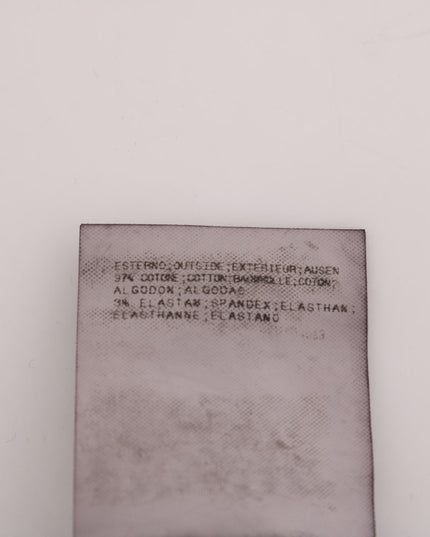 ESTERNO;OUTSIDE;EXTERIEUR;AUSEN
97% COTONE;COTTON;BAUMWOLLE;COTON;
ALGODON;ALGODAO
3% ELASTAN;SPANDEX;ELASTHAN;
ELASTHANNE;ELASTANO